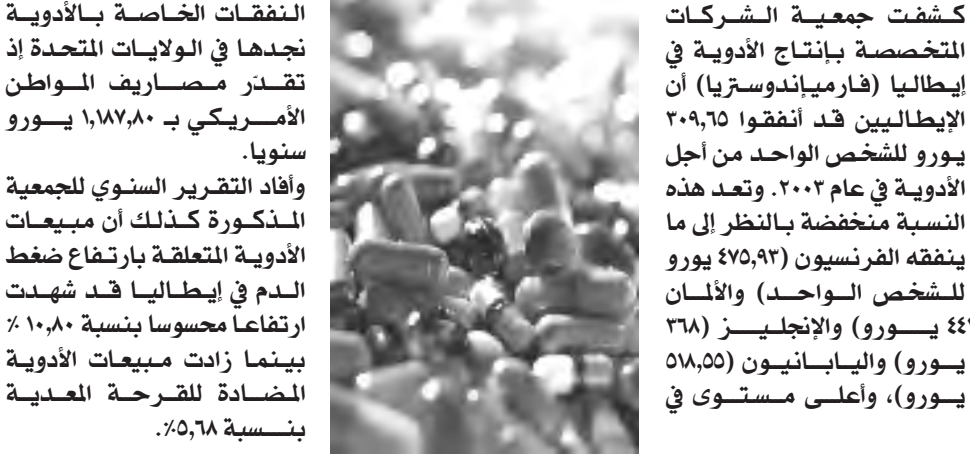 كشفت جمعية الشركات
المتخصصة بإنتاج الأدوية في
إيطاليا (فارمياندوستريا) أن
الإيطاليين قد أنفقوا ٣٠٩,٦٥
يورو للشخص الواحد من أجل
الأدوية في عام ٢٠٠٣. وتعد هذه
النسبة منخفضة بالنظر إلى ما
ينفقه الفرنسيون (٤٧٥,٩٣ يورو
للشخص الواحد) والألمان
يورو) والإنجليز (٣٦٨
يورو) واليابانيون (٥١٨,٥٥
يورو)، وأعلى مستوى في
النفقات الخاصة بالأدوية
نجدها في الولايات المتحدة إذ
تقدّر مصاريف المواطن
الأمريكي بـ ١,١٨٧,٨٠ يورو
سنويا.
وأفاد التقرير السنوي للجمعية
المذكورة كذلك أن مبيعات
الأدوية المتعلقة بارتفاع ضغط
الدم في إيطاليا قد شهدت
ارتفاعا محسوسا بنسبة ١٠,٨٠ ٪
بينما زادت مبيعات الأدوية
المضادة للقرحة المعدية
بنسبة ٥,٦٨٪.